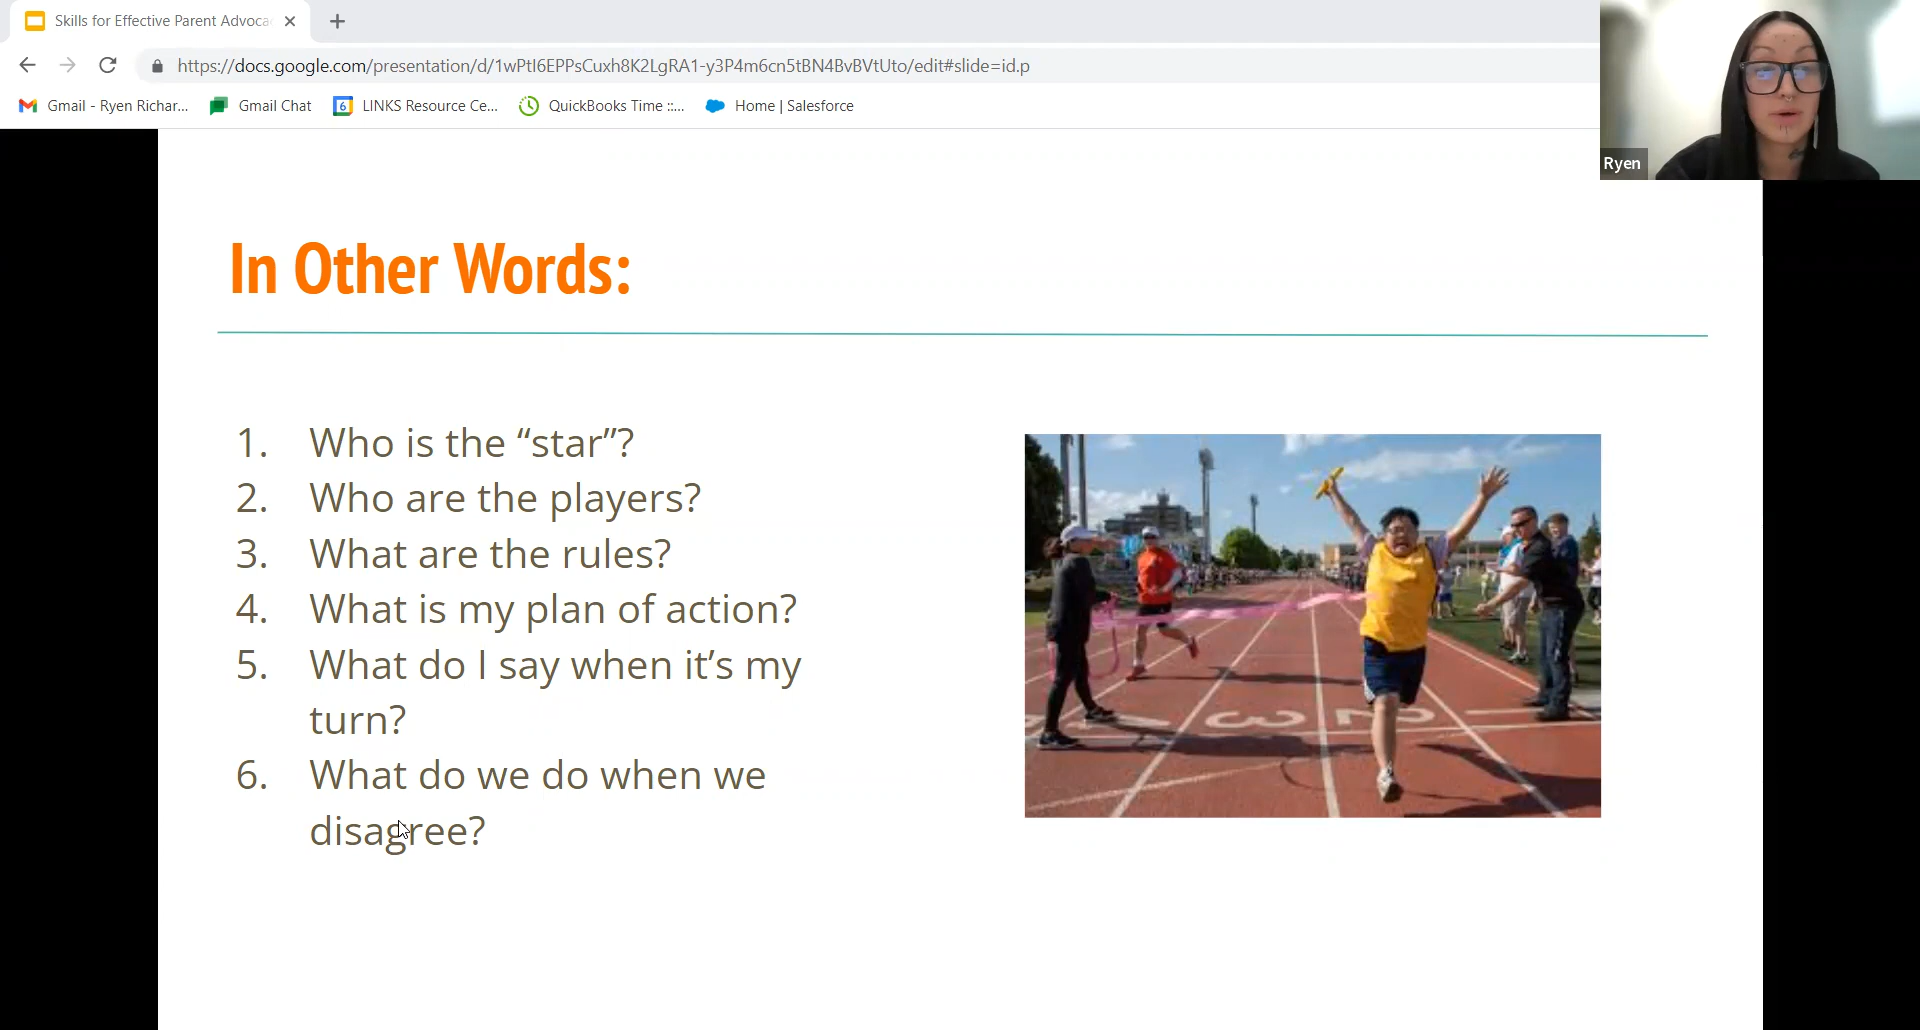 Skills for Effective Parent Advoca
https://docs.google.com/presentation/d/1wPtI6EPPsCuxh8K2LgRA1-y3P4m6cn5tBN4BvBVtUto/edit#slide=id.p
Gmail - Ryen Richar... Gmail Chat 6 LINKS Resource Ce... QuickBooks Time ::... Home | Salesforce
Ryen
In Other Words:
1. Who is the “star”?
2. Who are the players?
3. What are the rules?
4. What is my plan of action?
5. What do I say when it’s my
turn?
6. What do we do when we
disagree?
3 2